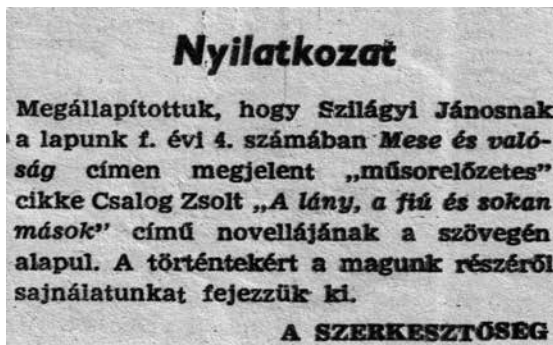 Nyilatkozat
Megállapítottuk, hogy Szilágyi Jánosnak
a lapunk f. évi 4. számában Mese és való-
ság címen megjelent „műsorelőzetes”
cikke Csalog Zsolt „A lány, a fiú és sokan
mások” című novellájának a szövegén
alapul. A történtekért a magunk részéről
sajnálatunkat fejezzük ki.
A SZERKESZTŐSÉG